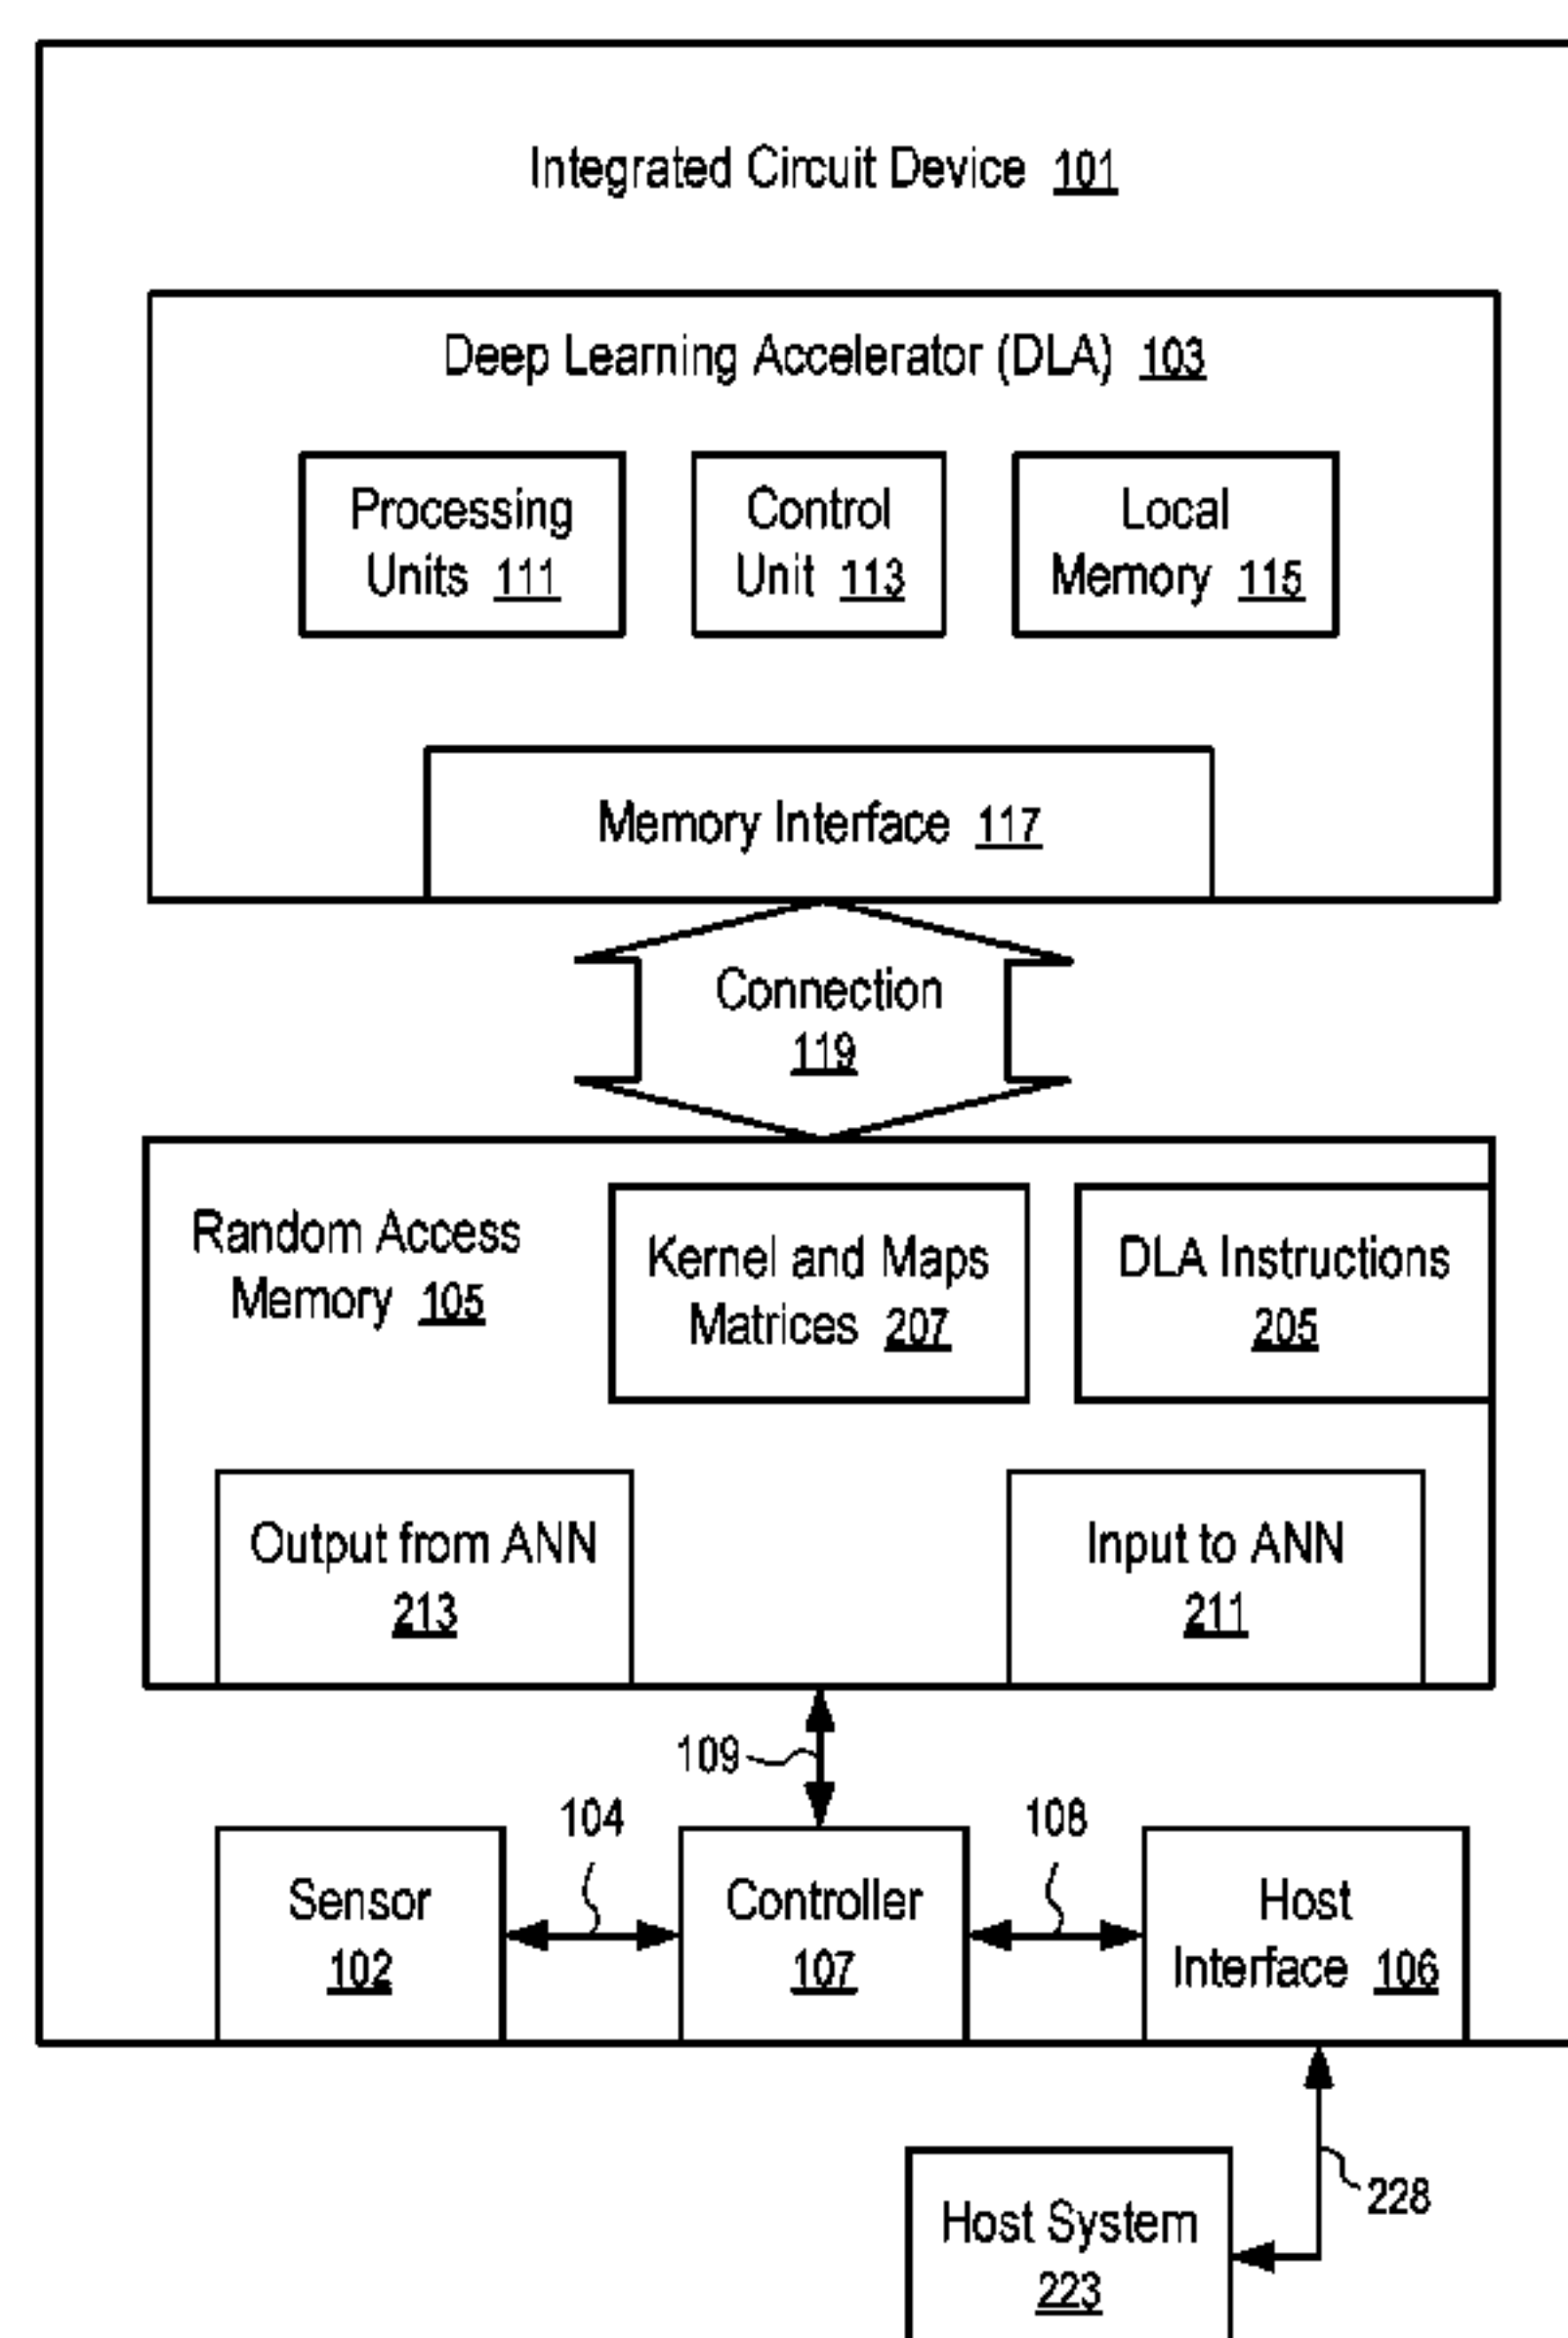 Integrated Circuit Device 101
Deep Learning Accelerator (DLA) 103
Processing
Units 111
Control
Unit 113
Local
Memory 115
Memory Interface 117
Connection
119
Random Access
Memory 105
Kernel and Maps
Matrices 207
DLA Instructions
205
Output from ANN
213
Input to ANN
211
109
104
108
Sensor
102
Controller
107
Host
Interface 106
228
Host System
223